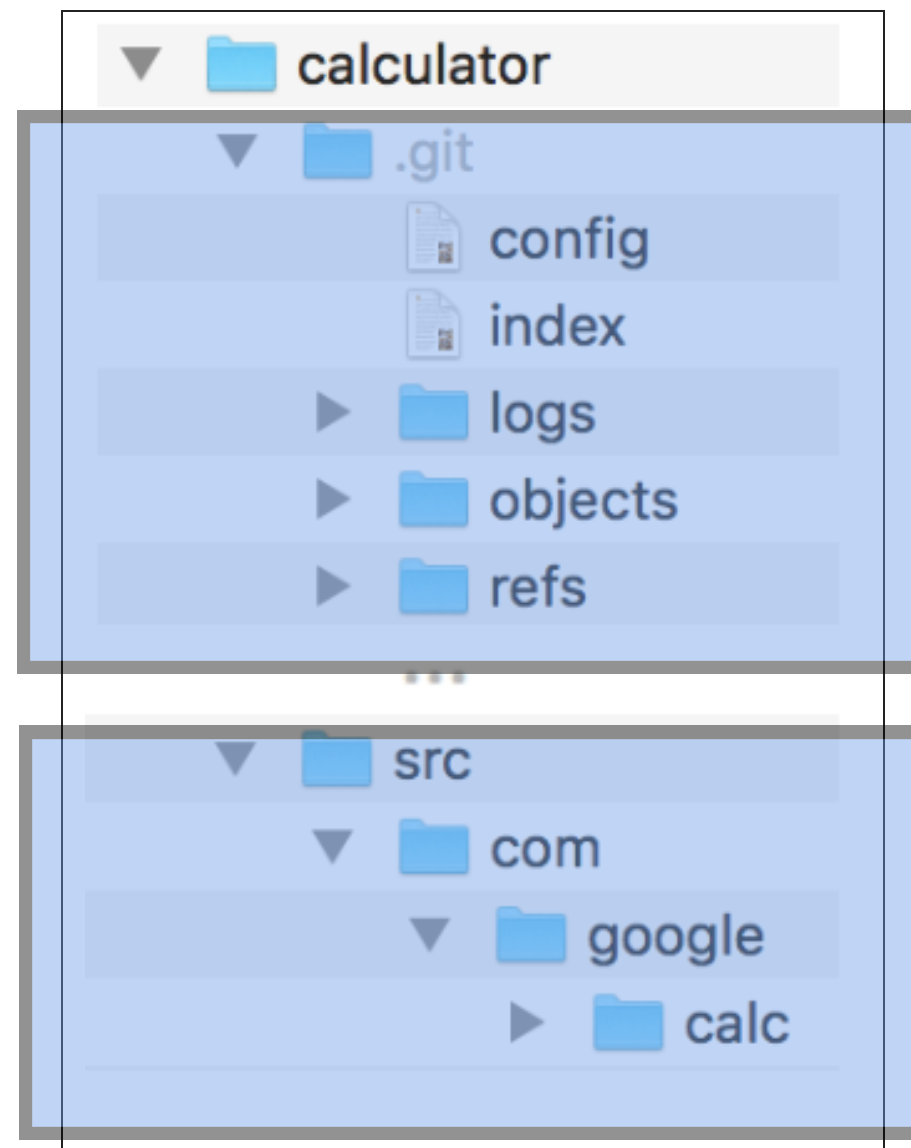 calculator
.git
config
index
logs
objects
refs
...
src
com
google
calc